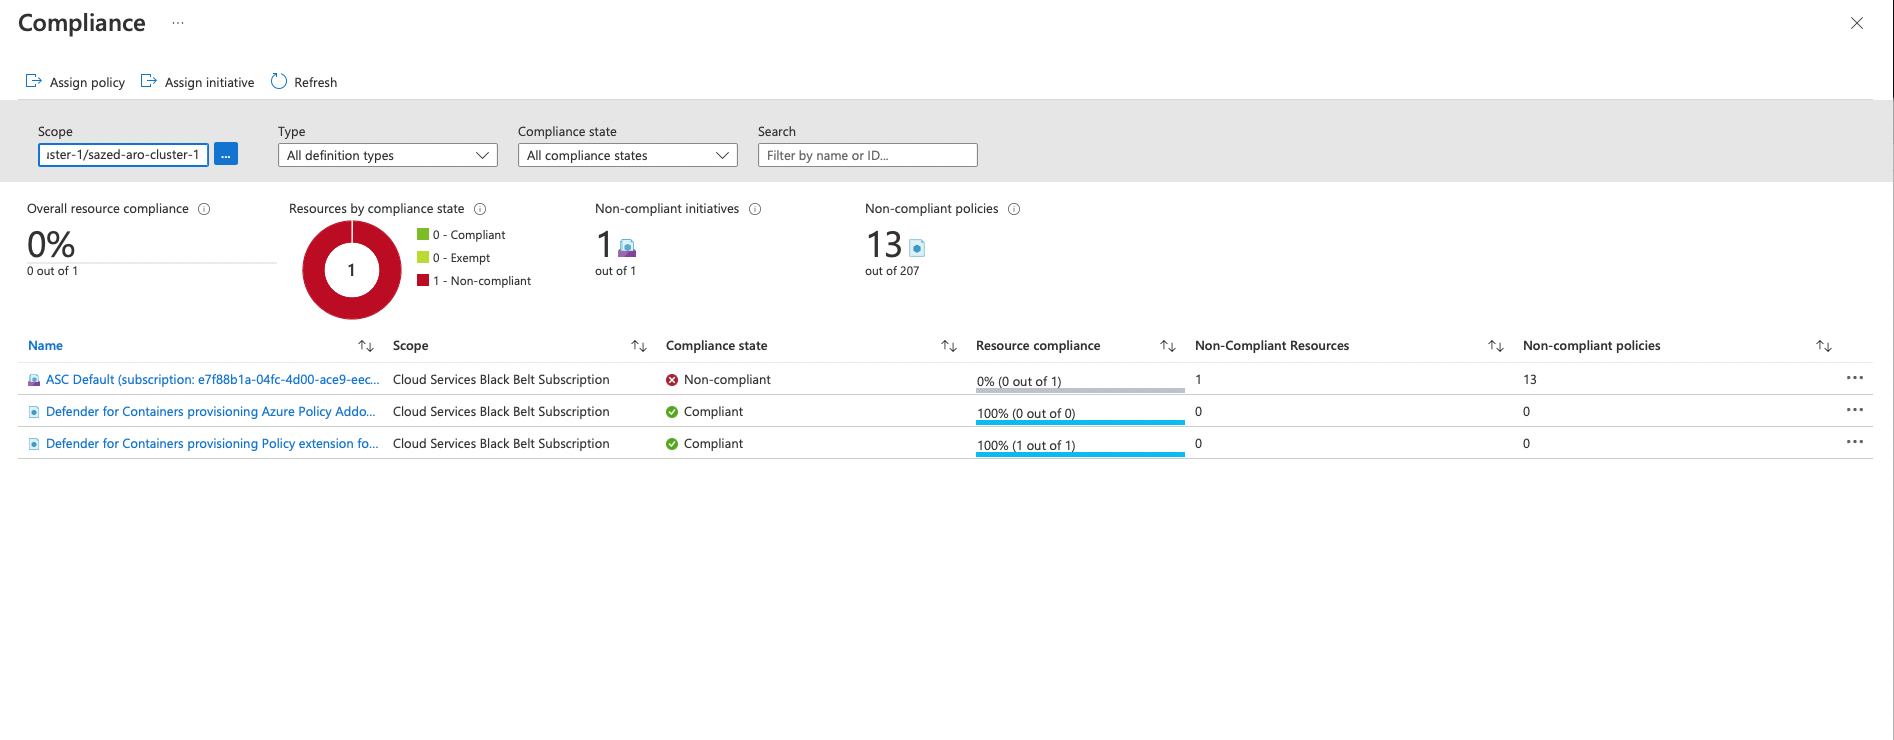 Compliance ...
Assign policy Assign initiative Refresh
Scope Type Compliance state Search
ster-1/sazed-aro-cluster-1 ... All definition types All compliance states Filter by name or ID...
Overall resource compliance Resources by compliance state Non-compliant initiatives Non-compliant policies
0% 1 13
0 out of 1 out of 1 out of 207
1
0 - Compliant
0 - Exempt
1 - Non-compliant
Name Scope Compliance state Resource compliance Non-Compliant Resources Non-compliant policies
ASC Default (subscription: e7f88b1a-04fc-4d00-ace9-eec... Cloud Services Black Belt Subscription Non-compliant 0% (0 out of 1) 1 13 ...
Defender for Containers provisioning Azure Policy Addo... Cloud Services Black Belt Subscription Compliant 100% (0 out of 0) 0 0 ...
Defender for Containers provisioning Policy extension fo... Cloud Services Black Belt Subscription Compliant 100% (1 out of 1) 0 0 ...